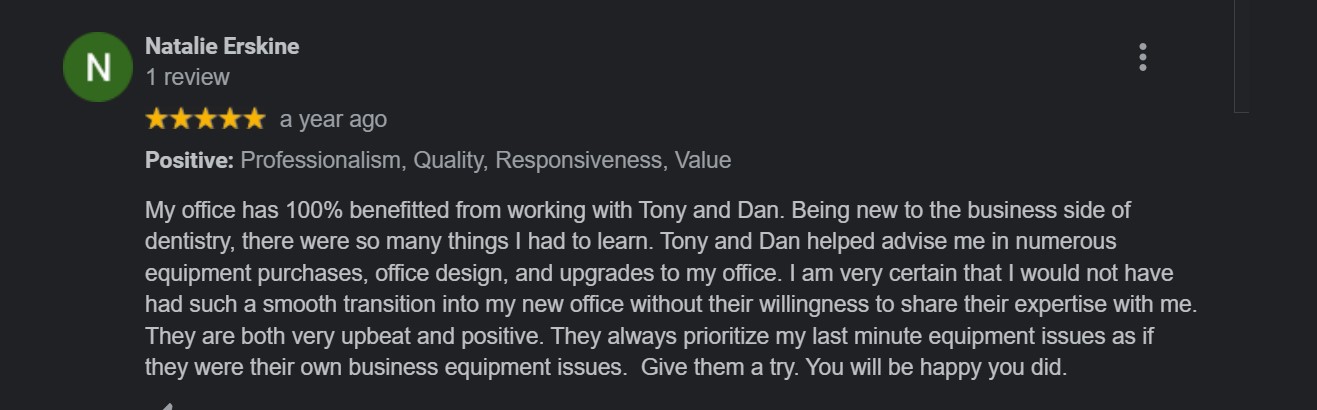 N
Natalie Erskine
1 review
a year ago
Positive: Professionalism, Quality, Responsiveness, Value
My office has 100% benefitted from working with Tony and Dan. Being new to the business side of
dentistry, there were so many things I had to learn. Tony and Dan helped advise me in numerous
equipment purchases, office design, and upgrades to my office. I am very certain that I would not have
had such a smooth transition into my new office without their willingness to share their expertise with me.
They are both very upbeat and positive. They always prioritize my last minute equipment issues as if
they were their own business equipment issues.  Give them a try. You will be happy you did.